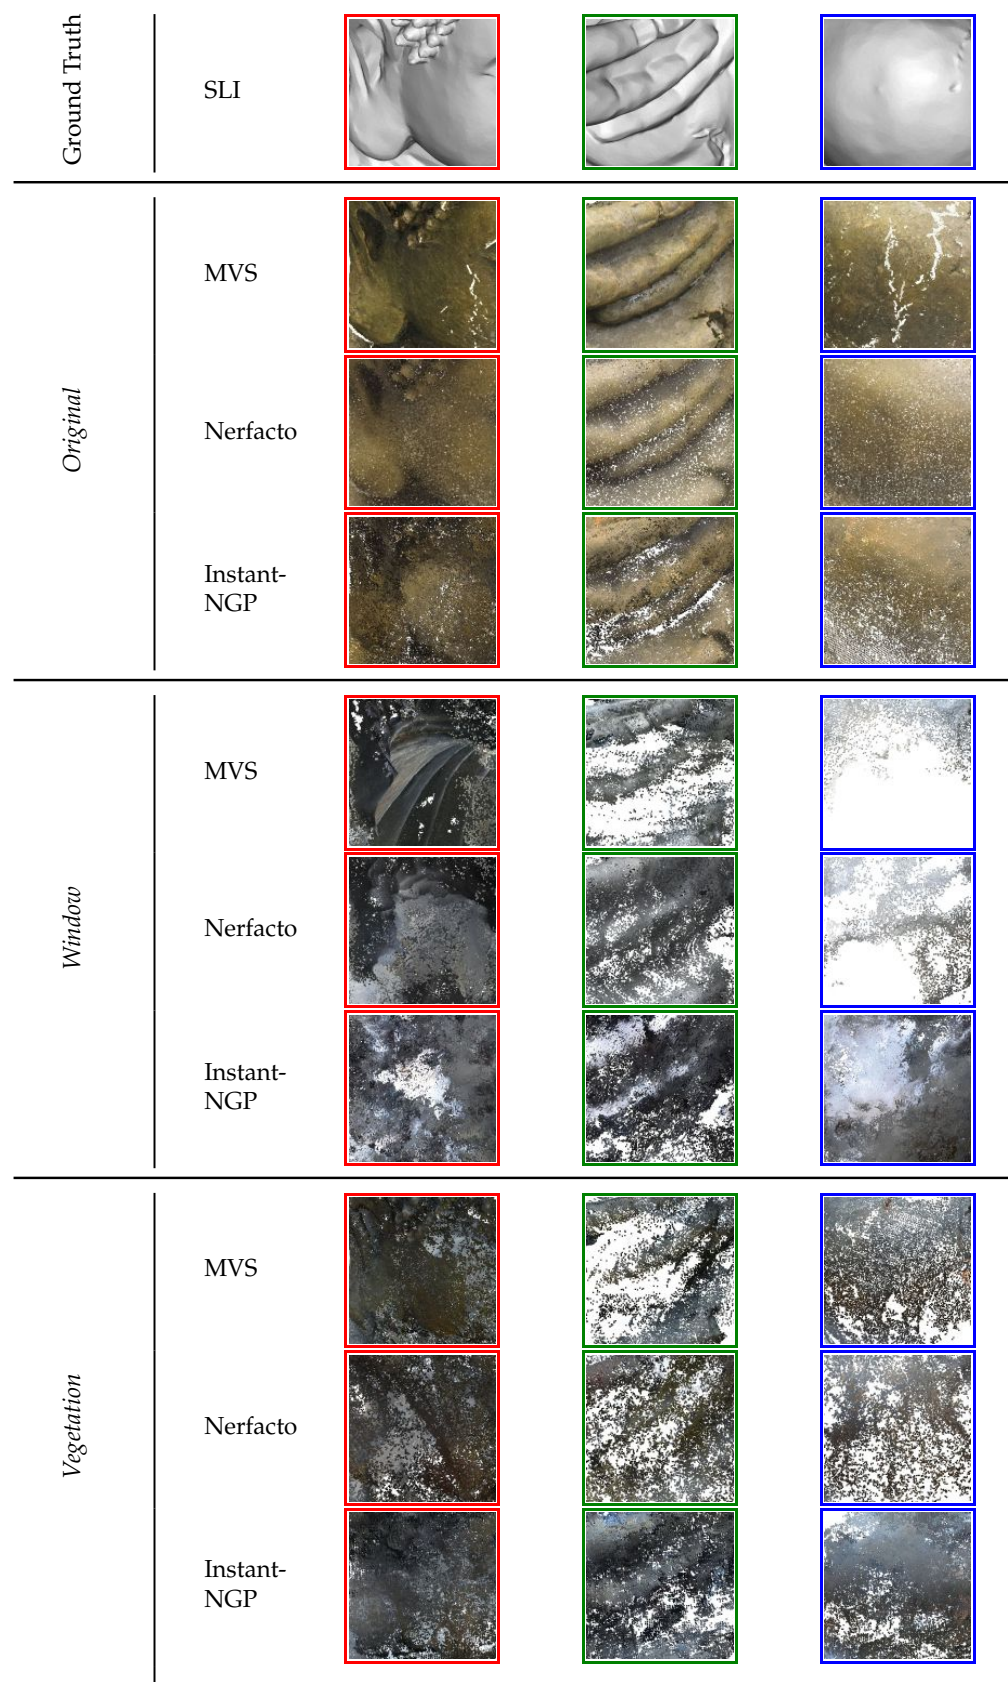 Ground Truth
SLI
Original
MVS
Nerfacto
Instant-
NGP
Window
MVS
Nerfacto
Instant-
NGP
Vegetation
MVS
Nerfacto
Instant-
NGP